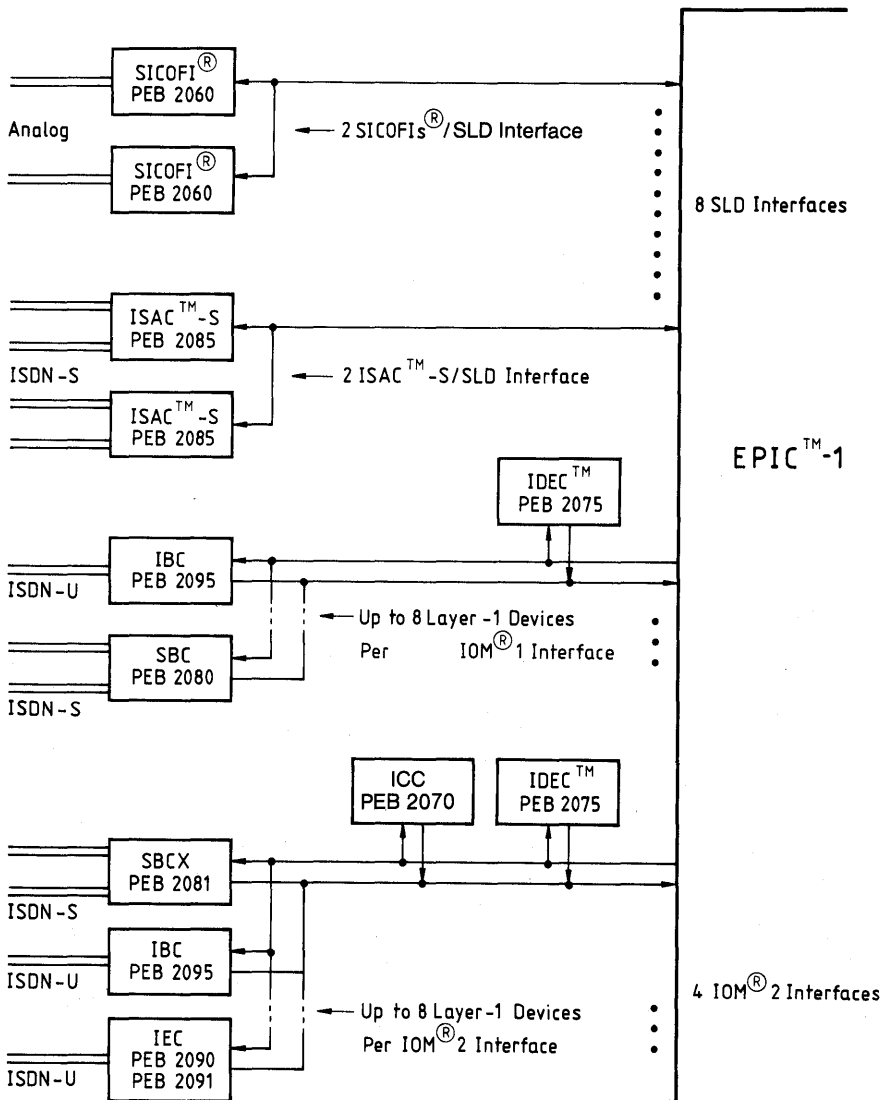 SICOFI®
PEB 2060
Analog
2 SICOFIs®/SLD Interface
SICOFI®
PEB 2060
8 SLD Interfaces
ISAC™-S
PEB 2085
ISDN-S
2 ISAC™-S/SLD Interface
ISAC™-S
PEB 2085
EPIC™-1
IDEC™
PEB 2075
IBC
PEB 2095
ISDN-U
Up to 8 Layer-1 Devices
Per IOM®1 Interface
SBC
PEB 2080
ISDN-S
ICC
PEB 2070
IDEC™
PEB 2075
SBCX
PEB 2081
ISDN-S
IBC
PEB 2095
ISDN-U
4 IOM®2 Interfaces
Up to 8 Layer-1 Devices
Per IOM®2 Interface
IEC
PEB 2090
PEB 2091
ISDN-U